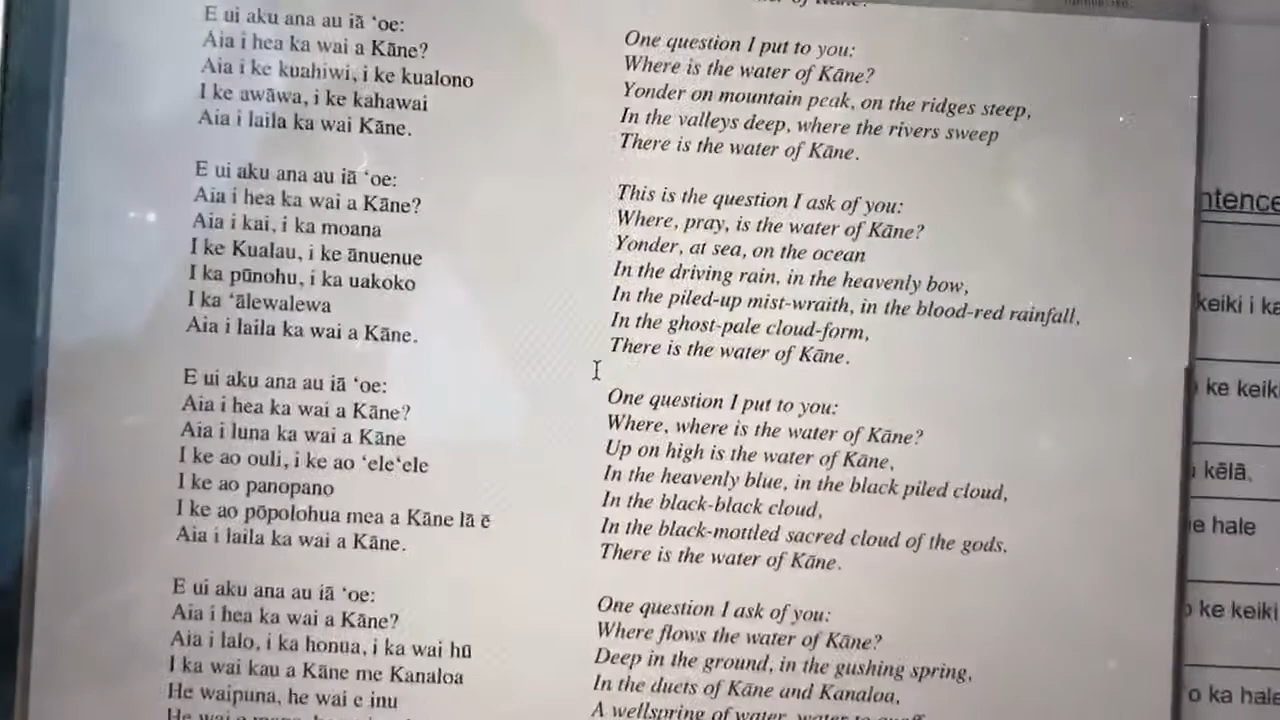 E ui aku ana au iā ʻoe:
Aia i hea ka wai a Kāne?
Aia i ke kuahiwi, i ke kualono
I ke awāwa, i ke kahawai
Aia i laila ka wai Kāne.
E ui aku ana au iā ʻoe:
Aia i hea ka wai a Kāne?
Aia i kai, i ka moana
I ke Kualau, i ke ānuenue
I ka pūnohu, i ka uakoko
I ka ʻālewalewa
Aia i laila ka wai a Kāne.
E ui aku ana au iā ʻoe:
Aia i hea ka wai a Kāne?
Aia i luna ka wai a Kāne
I ke ao ouli, i ke ao ʻeleʻele
I ke ao panopano
I ke ao pōpolohua mea a Kāne lā ē
Aia i laila ka wai a Kāne.
E ui aku ana au iā ʻoe:
Aia i hea ka wai a Kāne?
Aia i lalo, i ka honua, i ka wai hū
I ka wai kau a Kāne me Kanaloa
He waipuna, he wai e inu
He wai
of Kāne.
One question I put to you:
Where is the water of Kāne?
Yonder on mountain peak, on the ridges steep,
In the valleys deep, where the rivers sweep
There is the water of Kāne.
This is the question I ask of you:
Where, pray, is the water of Kāne?
Yonder, at sea, on the ocean
In the driving rain, in the heavenly bow,
In the piled-up mist-wraith, in the blood-red rainfall,
In the ghost-pale cloud-form,
There is the water of Kāne.
One question I put to you:
Where, where is the water of Kāne?
Up on high is the water of Kāne,
In the heavenly blue, in the black piled cloud,
In the black-black cloud,
In the black-mottled sacred cloud of the gods.
There is the water of Kāne.
One question I ask of you:
Where flows the water of Kāne?
Deep in the ground, in the gushing spring,
In the duets of Kāne and Kanaloa,
A wellspring of water, water to quaff
ntence
keiki i ka
ke keik
kēlā.
e hale
ke keiki
o ka hale